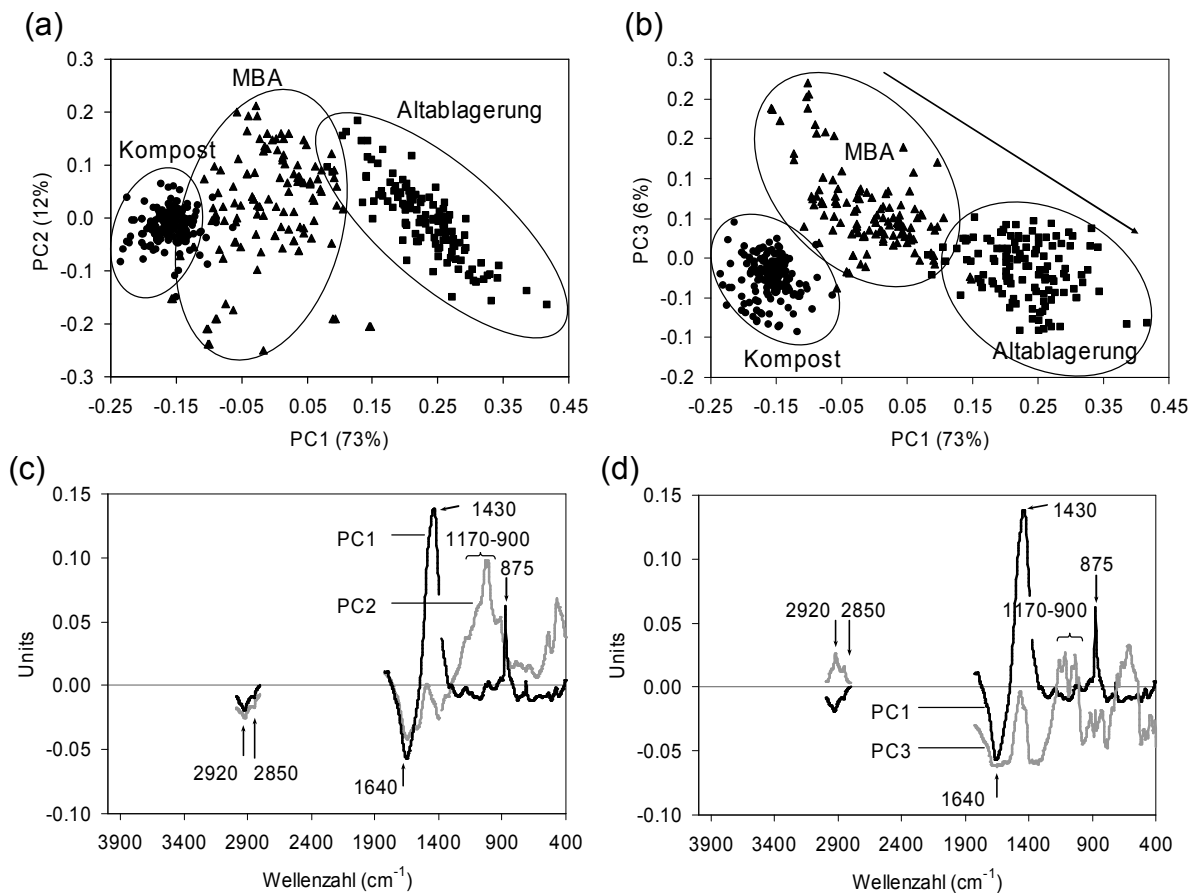 (a)
0.3
0.2
0.1
0.0
-0.1
-0.2
-0.3
PC2 (12%)
MBA
Altablagerung
Kompost
-0.25 -0.15 -0.05 0.05 0.15 0.25 0.35 0.45
PC1 (73%)
(b)
0.3
0.2
0.2
0.1
0.1
0.0
-0.1
-0.1
0.2
PC3 (6%)
MBA
Kompost
Altablagerung
-0.25 -0.15 -0.05 0.05 0.15 0.25 0.35 0.45
PC1 (73%)
(c)
0.15
0.10
0.05
0.00
-0.05
-0.10
Units
1430
PC1
1170-900
875
PC2
2920 2850
1640
3900 3400 2900 2400 1900 1400 900 400
Wellenzahl (cm-1)
(d)
0.15
0.10
0.05
0.00
-0.05
-0.10
Units
1430
875
2920 2850
1170-900
PC1
PC3
1640
3900 3400 2900 2400 1900 1400 900 400
Wellenzahl (cm-1)